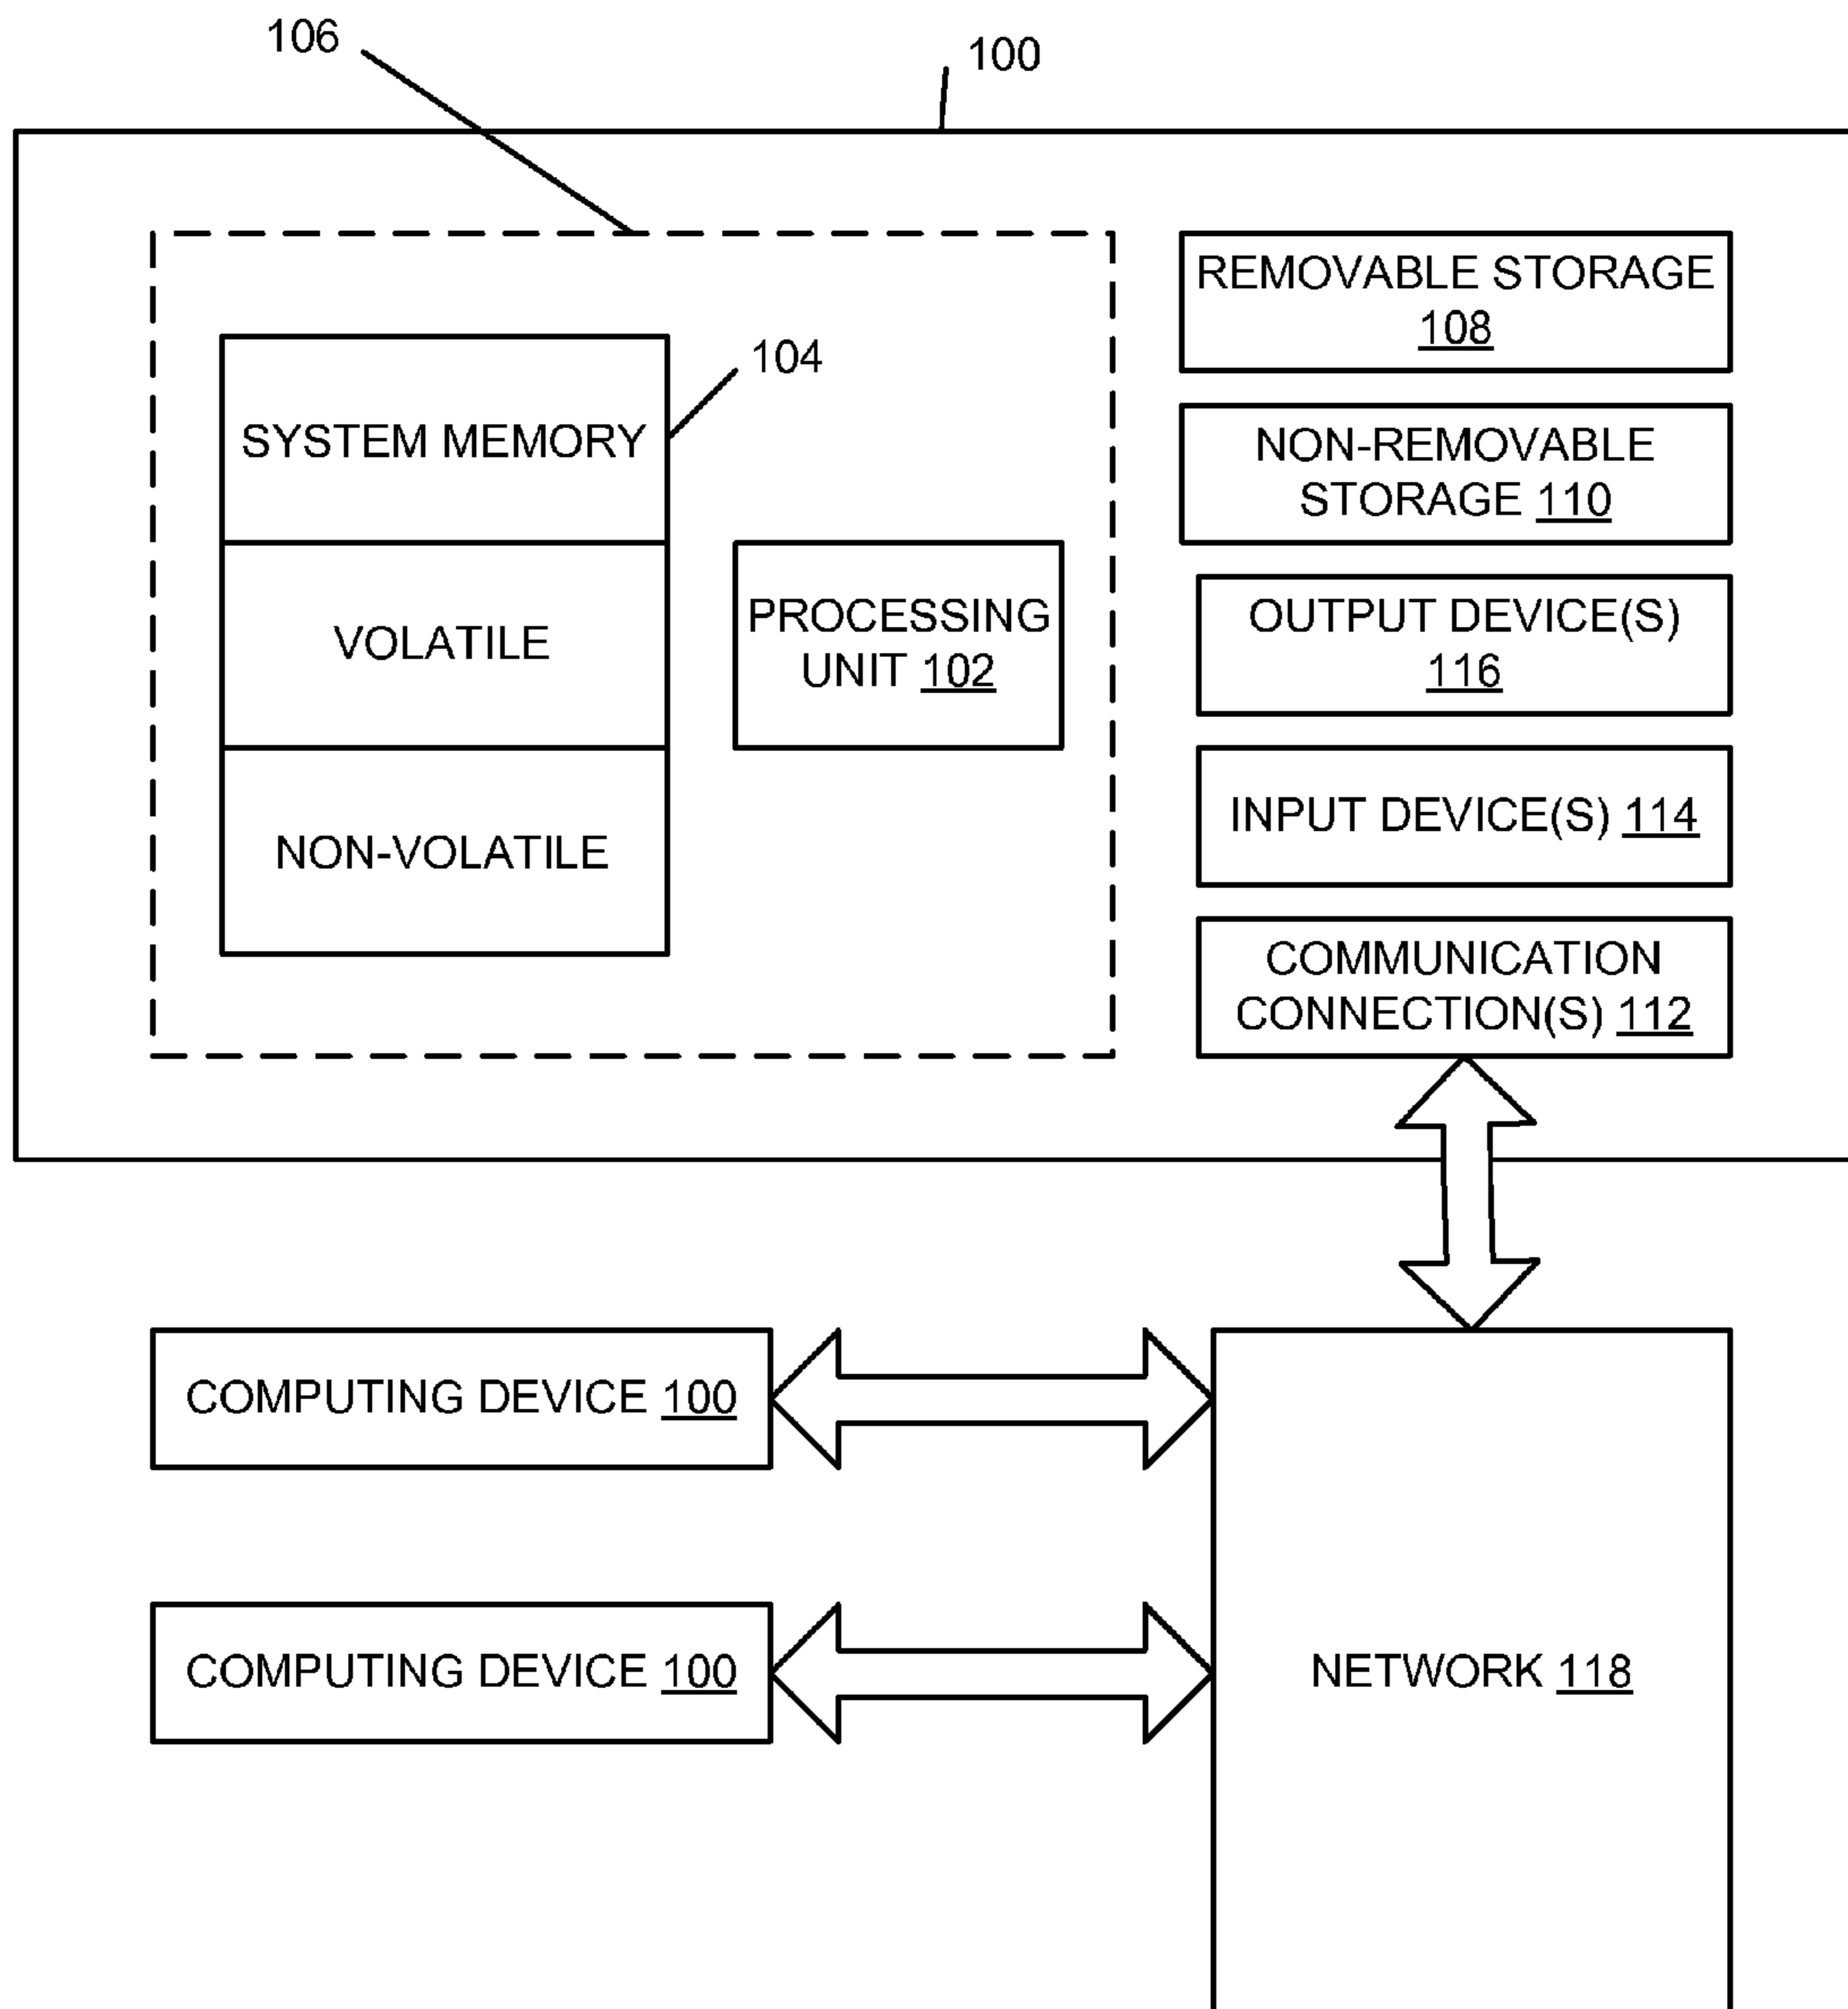 106
100
104
SYSTEM MEMORY
VOLATILE
NON-VOLATILE
PROCESSING
UNIT 102
REMOVABLE STORAGE
108
NON-REMOVABLE
STORAGE 110
OUTPUT DEVICE(S)
116
INPUT DEVICE(S) 114
COMMUNICATION
CONNECTION(S) 112
COMPUTING DEVICE 100
COMPUTING DEVICE 100
NETWORK 118